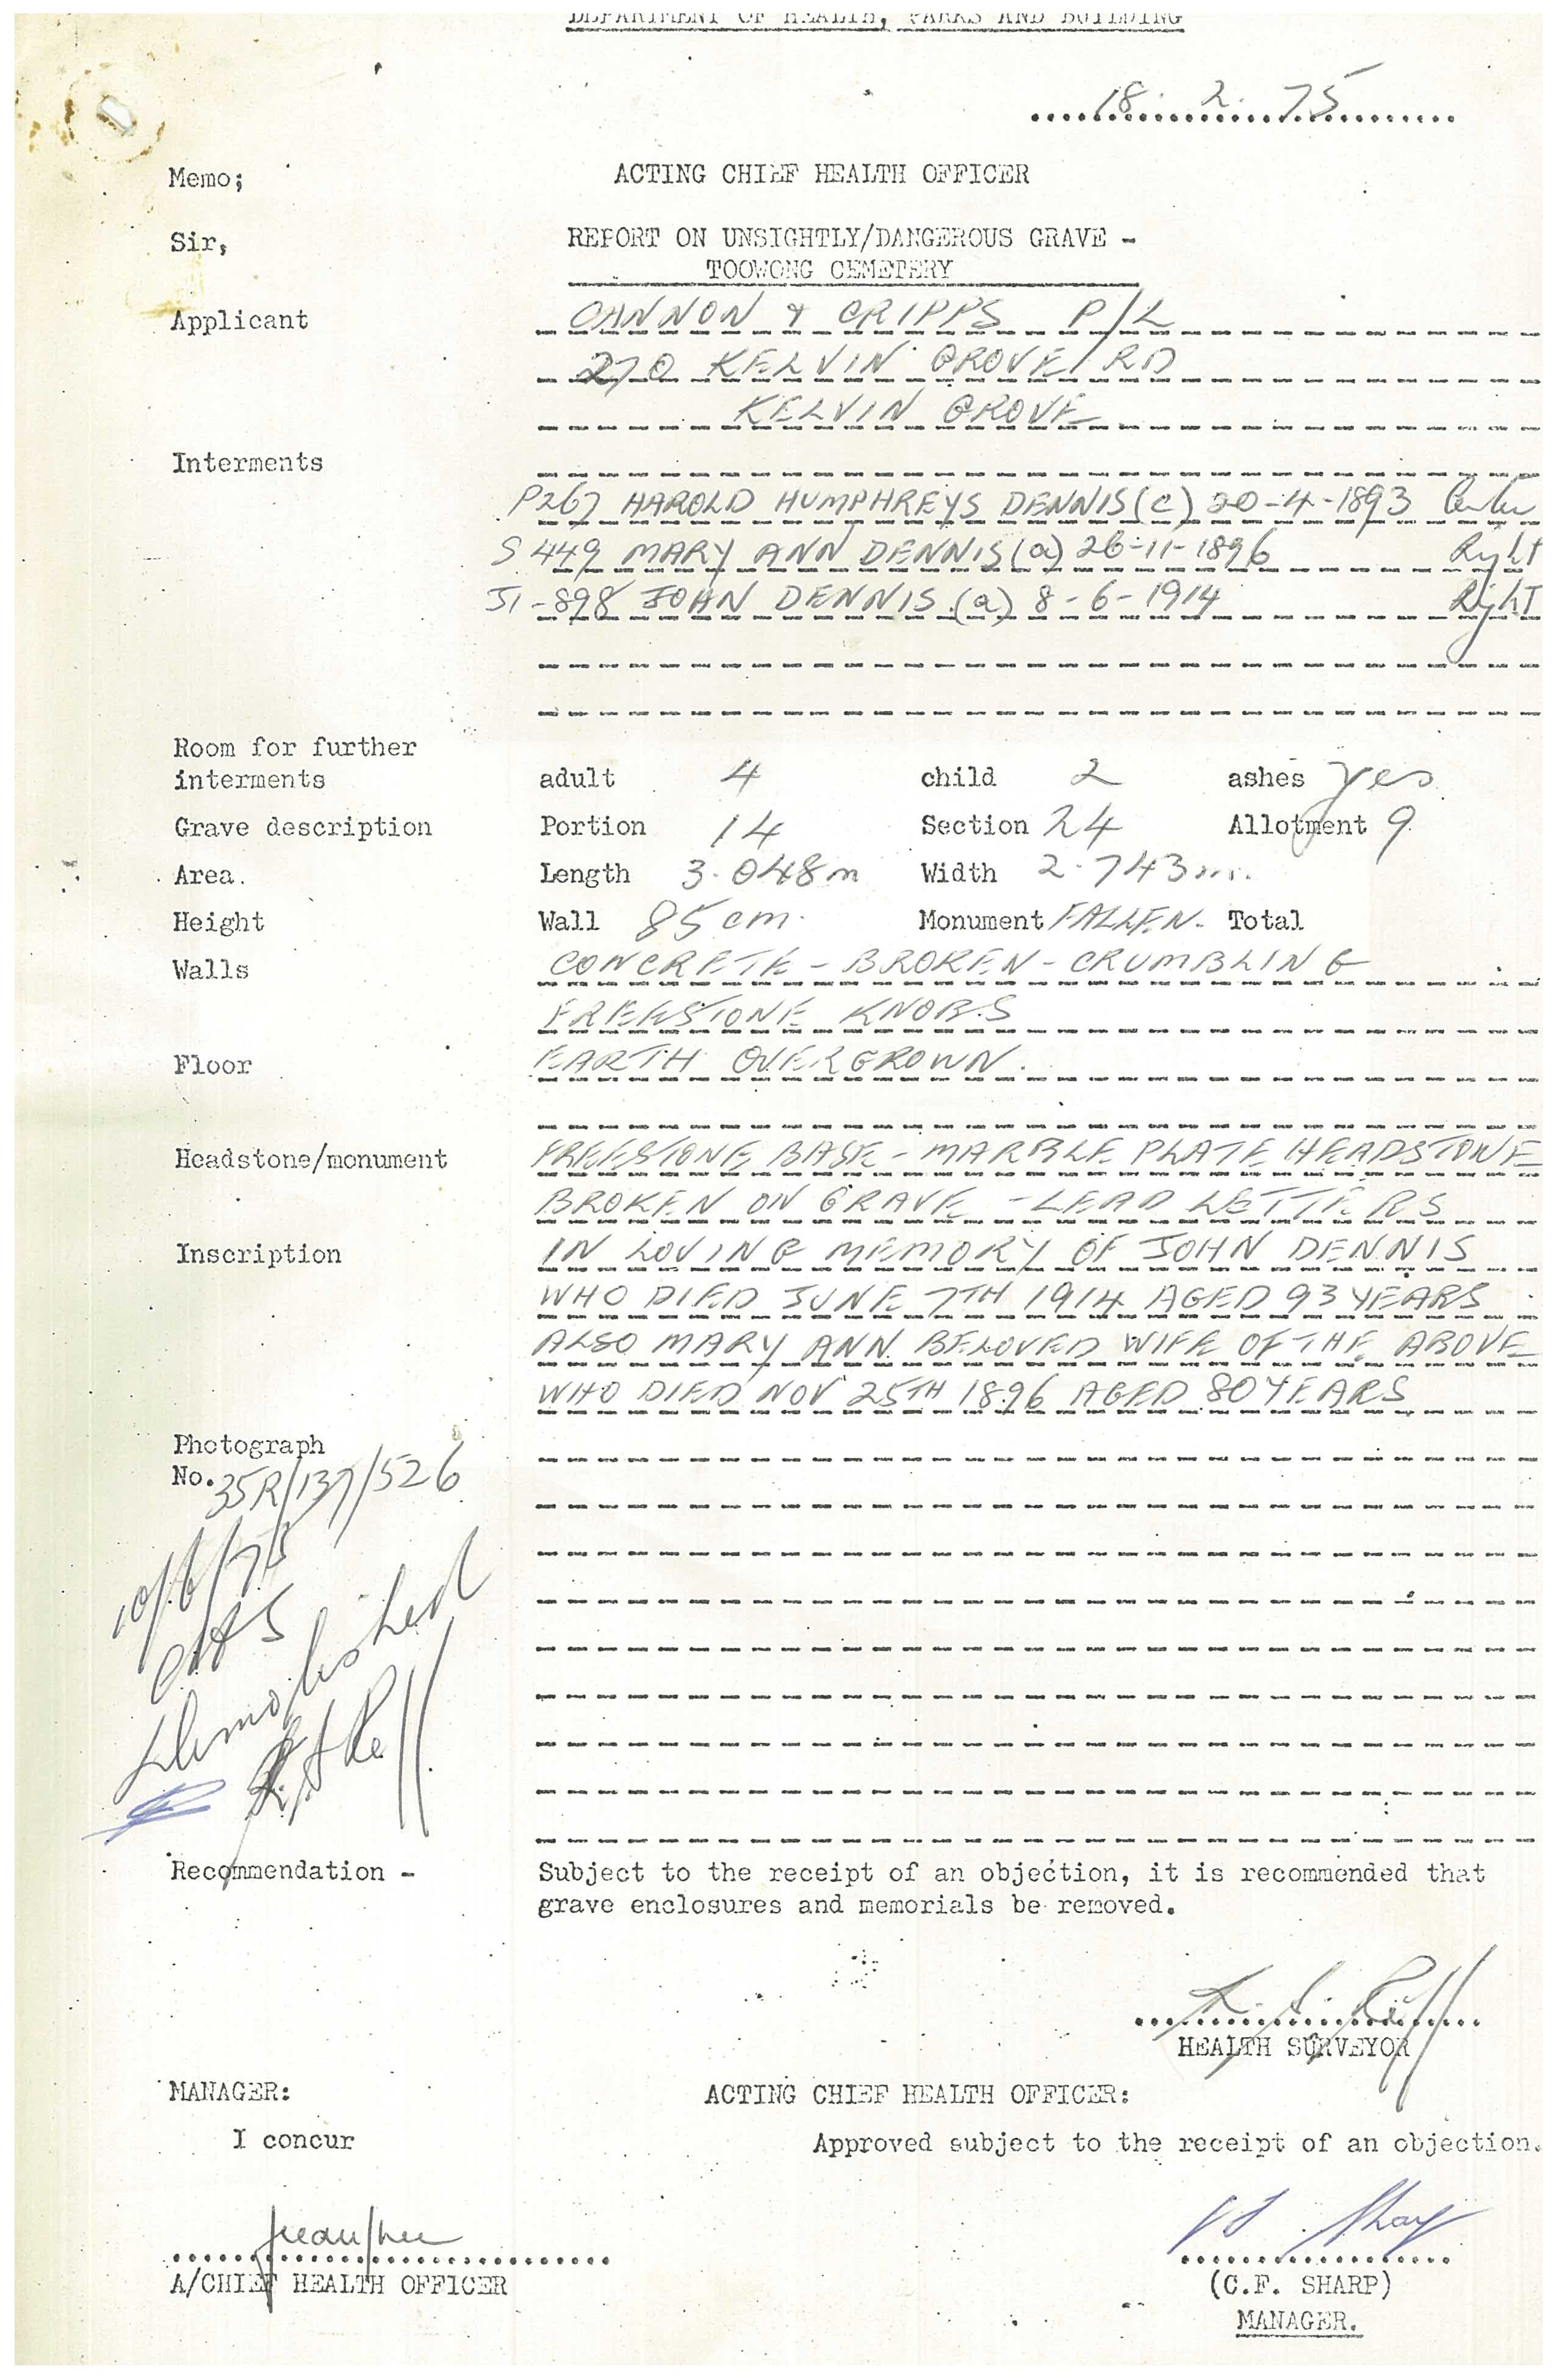 DEPARTMENT OF HEALTH, PARKS AND BUILDING
18. 2. 75
Memo; ACTING CHIEF HEALTH OFFICER
Sir, REPORT ON UNSIGHTLY/DANGEROUS GRAVE -
TOOWONG CEMETERY
Applicant CANNON & CRIPPS P/L
270 KELVIN GROVE RD
KELVIN GROVE
Interments
P267 HAROLD HUMPHREYS DENNIS (c) 20-4-1893 Center
S 449 MARY ANN DENNIS (a) 26-11-1896 Right
J1-898 JOHN DENNIS (a) 8-6-1914 Right
Room for further
interments adult 4 child 2 ashes yes
Grave description Portion 14 Section 24 Allotment 9
Area. Length 3.048m Width 2.743m.
Height Wall 85 cm. Monument FALLEN. Total
Walls CONCRETE - BROKEN - CRUMBLING
FREESTONE KNOBS
Floor EARTH OVERGROWN.
Headstone/monument FREESTONE BASE - MARBLE PLATE HEADSTONE
BROKEN ON GRAVE - LEAD LETTERS
Inscription IN LOVING MEMORY OF JOHN DENNIS
WHO DIED JUNE 7TH 1914 AGED 93 YEARS
ALSO MARY ANN BELOVED WIFE OF THE ABOVE
WHO DIED NOV 25TH 1896 AGED 80 YEARS
Photograph
No. 35R/137/526
10/6/75
Demolished
Recommendation - Subject to the receipt of an objection, it is recommended that
grave enclosures and memorials be removed.
HEALTH SURVEYOR
MANAGER: ACTING CHIEF HEALTH OFFICER:
I concur Approved subject to the receipt of an objection.
A/CHIEF HEALTH OFFICER (C.F. SHARP)
MANAGER.